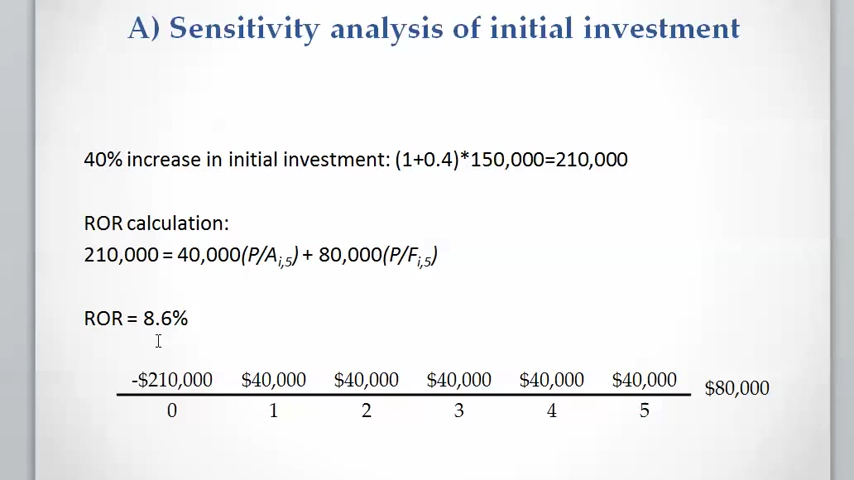 A) Sensitivity analysis of initial investment
40% increase in initial investment: (1+0.4)*150,000=210,000
ROR calculation:
210,000 = 40,000(P/Ai,5) + 80,000(P/Fi,5)
ROR = 8.6%
-$210,000 $40,000 $40,000 $40,000 $40,000 $40,000 $80,000
0 1 2 3 4 5